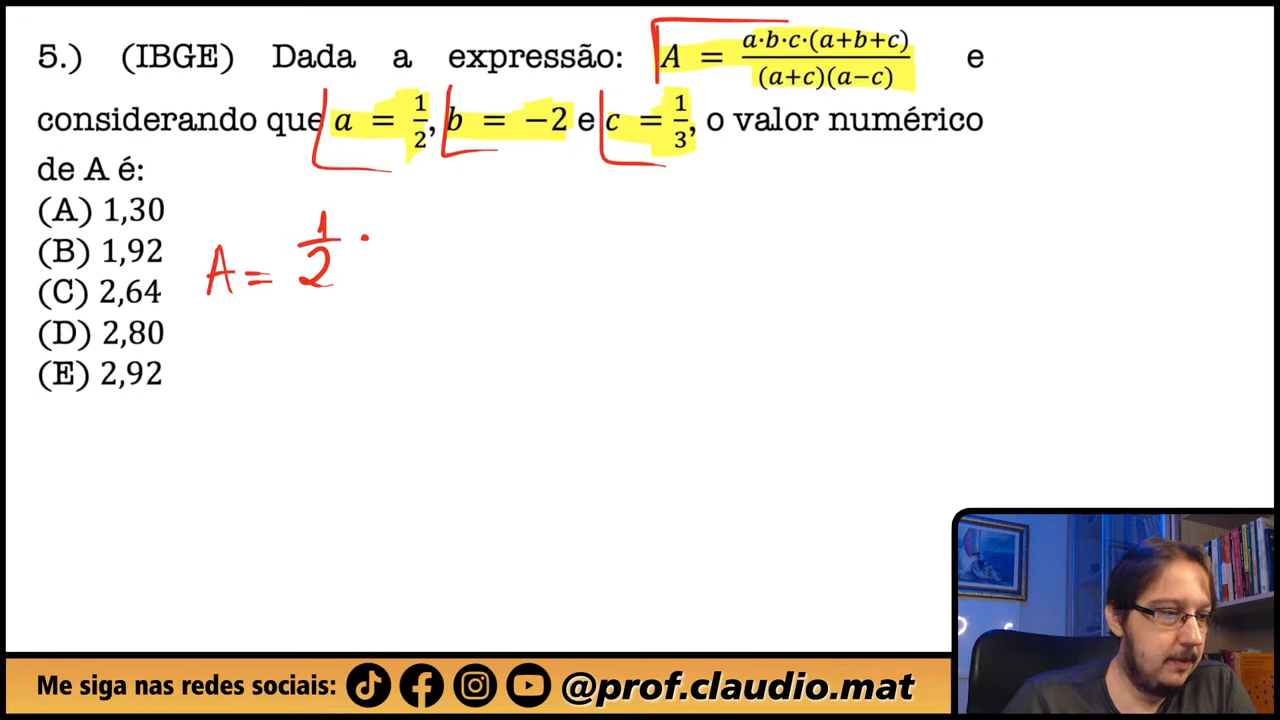 5.) (IBGE) Dada a expressão: A = a·b·c·(a+b+c) / (a+c)(a−c) e
considerando que a = 1/2, b = −2 e c = 1/3, o valor numérico
de A é:
(A) 1,30
(B) 1,92
(C) 2,64
(D) 2,80
(E) 2,92
A = 1/2 ·
Me siga nas redes sociais: @prof.claudio.mat